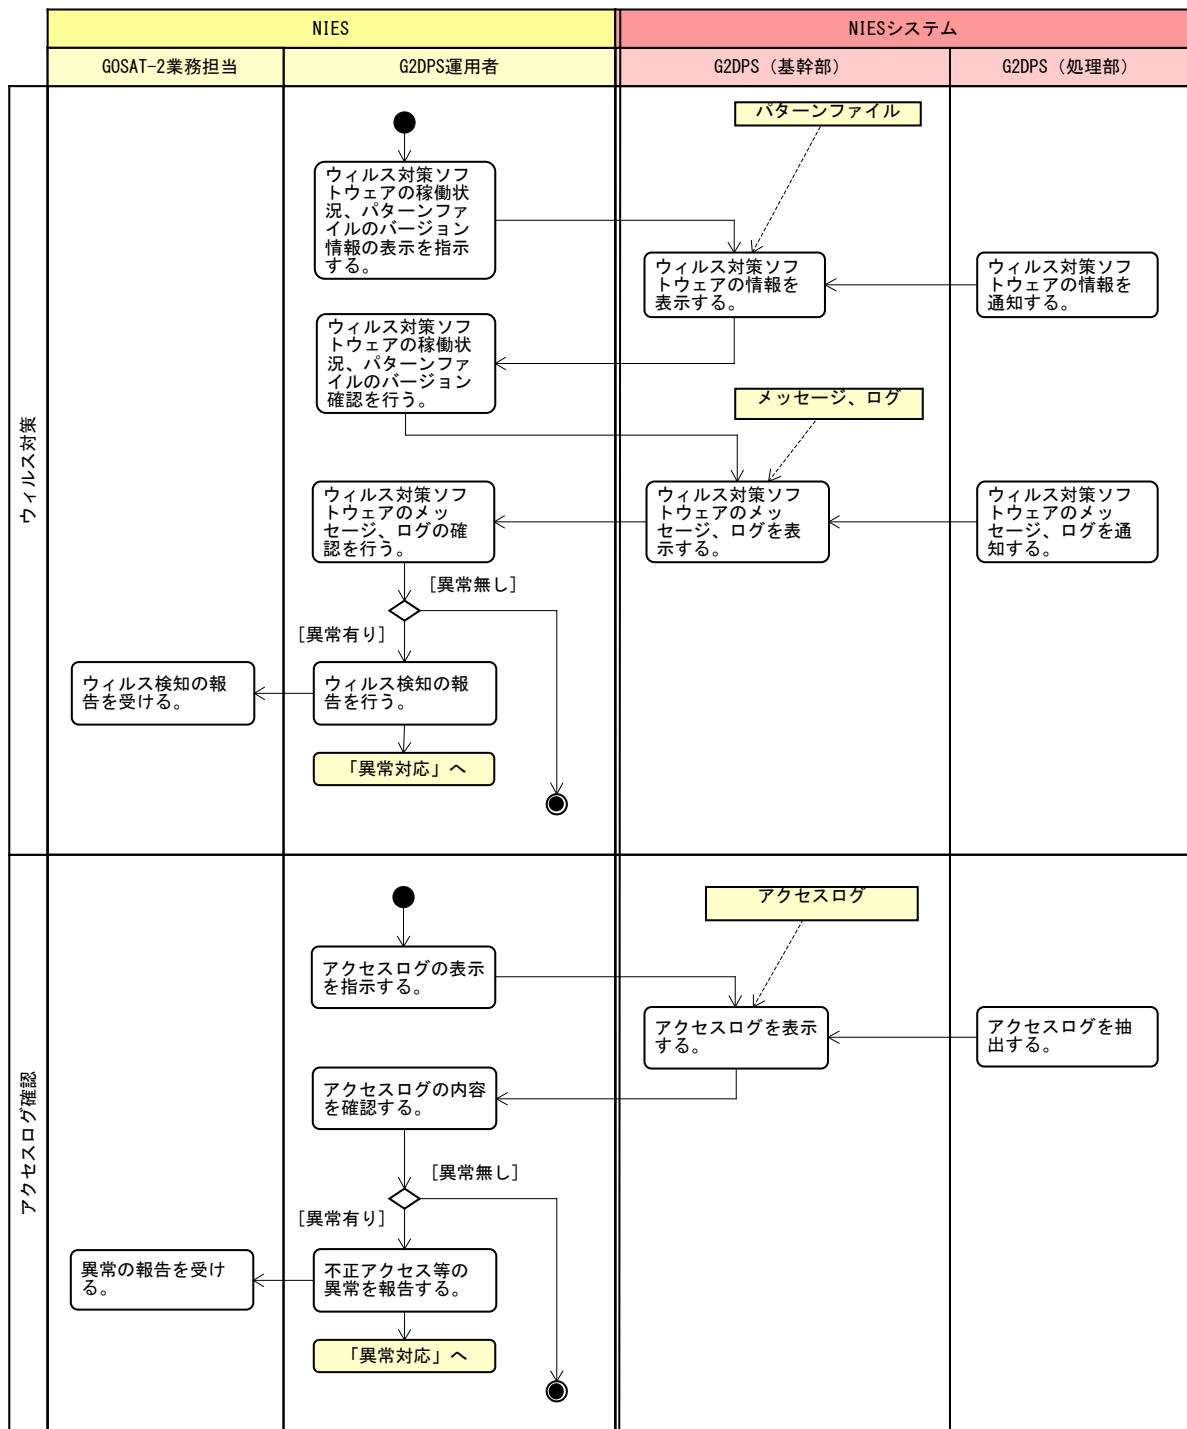 NIES
NIESシステム
GOSAT-2業務担当
G2DPS運用者
G2DPS（基幹部）
G2DPS（処理部）
ウィルス対策
パターンファイル
ウィルス対策ソフ
トウェアの稼働状
況、パターンファ
イルのバージョン
情報の表示を指示
する。
ウィルス対策ソフ
トウェアの情報を
表示する。
ウィルス対策ソフ
トウェアの情報を
通知する。
ウィルス対策ソフ
トウェアの稼働状
況、パターンファ
イルのバージョン
確認を行う。
メッセージ、ログ
ウィルス対策ソフ
トウェアのメッ
セージ、ログの確
認を行う。
ウィルス対策ソフ
トウェアのメッ
セージ、ログを表
示する。
ウィルス対策ソフ
トウェアのメッ
セージ、ログを通
知する。
[異常無し]
[異常有り]
ウィルス検知の報
告を受ける。
ウィルス検知の報
告を行う。
「異常対応」へ
アクセスログ確認
アクセスログ
アクセスログの表示
を指示する。
アクセスログを表示
する。
アクセスログを抽
出する。
アクセスログの内容
を確認する。
[異常無し]
[異常有り]
異常の報告を受け
る。
不正アクセス等の
異常を報告する。
「異常対応」へ